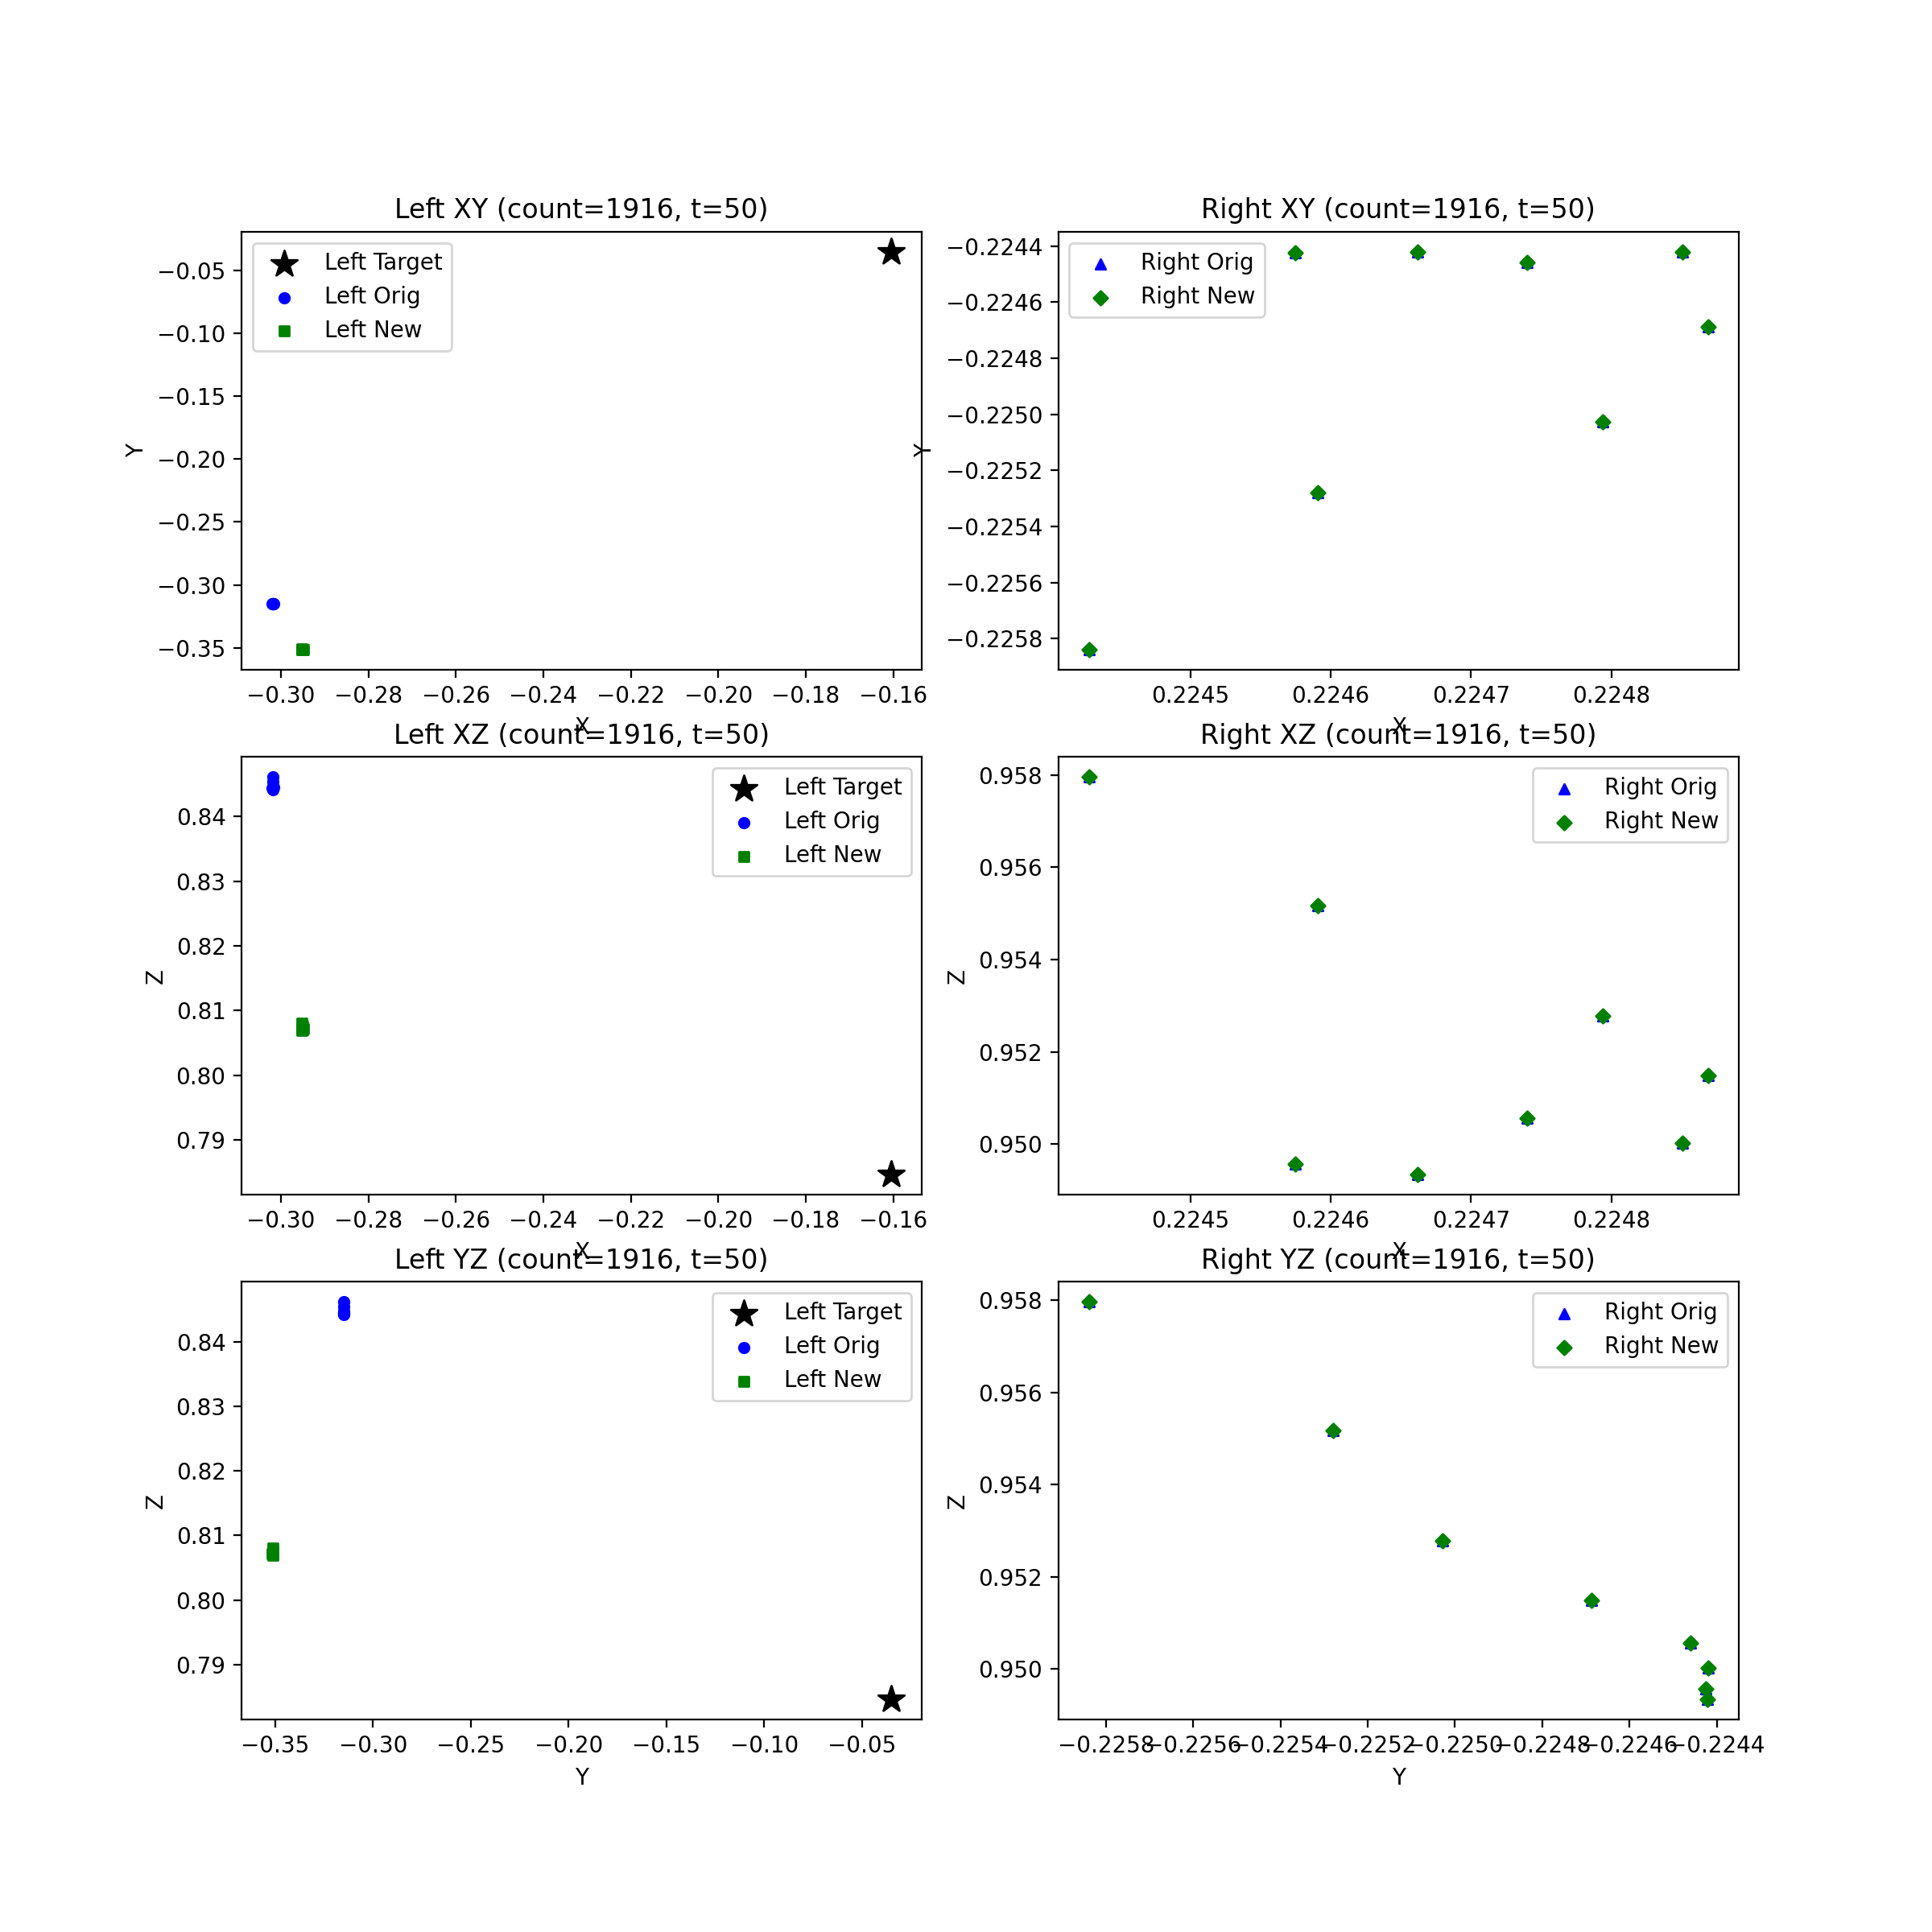 Left XY (count=1916, t=50)
Left Target
Left Orig
Left New
−0.05
−0.10
−0.15
−0.20
−0.25
−0.30
−0.35
Y
−0.30 −0.28 −0.26 −0.24 −0.22 −0.20 −0.18 −0.16
X
Right XY (count=1916, t=50)
Right Orig
Right New
−0.2244
−0.2246
−0.2248
−0.2250
−0.2252
−0.2254
−0.2256
−0.2258
Y
0.2245 0.2246 0.2247 0.2248
X
Left XZ (count=1916, t=50)
Left Target
Left Orig
Left New
0.84
0.83
0.82
0.81
0.80
0.79
Z
−0.30 −0.28 −0.26 −0.24 −0.22 −0.20 −0.18 −0.16
X
Right XZ (count=1916, t=50)
Right Orig
Right New
0.958
0.956
0.954
0.952
0.950
Z
0.2245 0.2246 0.2247 0.2248
X
Left YZ (count=1916, t=50)
Left Target
Left Orig
Left New
0.84
0.83
0.82
0.81
0.80
0.79
Z
−0.35 −0.30 −0.25 −0.20 −0.15 −0.10 −0.05
Y
Right YZ (count=1916, t=50)
Right Orig
Right New
0.958
0.956
0.954
0.952
0.950
Z
−0.2258 −0.2256 −0.2254 −0.2252 −0.2250 −0.2248 −0.2246 −0.2244
Y